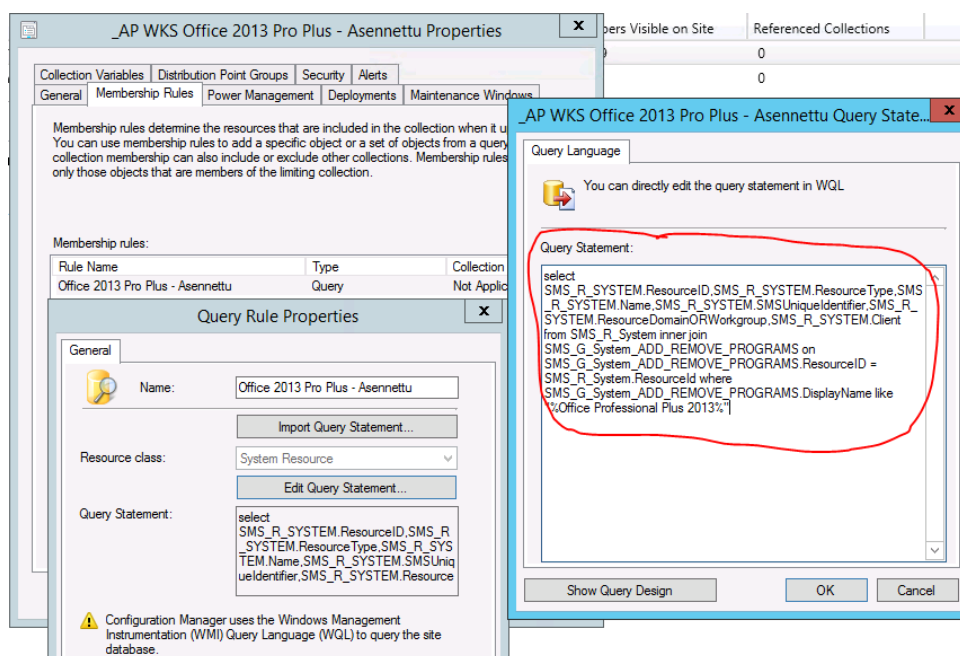 _AP WKS Office 2013 Pro Plus - Asennettu Properties
x
Visible on Site
Referenced Collections
0
0
Collection Variables
Distribution Point Groups
Security
Alerts
General
Membership Rules
Power Management
Deployments
Maintenance Windows
Membership rules determine the resources that are included in the collection when it
You can use membership rules to add a specific object or a set of objects from a query
collection membership can also include or exclude other collections. Membership rules
only those objects that are members of the limiting collection.
Membership rules:
Rule Name
Type
Collection
Office 2013 Pro Plus - Asennettu
Query
Not
Query Rule Properties
x
General
Name:
Office 2013 Pro Plus - Asennettu
Import Query Statement...
Resource class:
System Resource
Edit Query Statement...
Query Statement:
select
SMS_R_SYSTEM.ResourceID,SMS_R
_SYSTEM.ResourceType,SMS_R_SYS
TEM.Name,SMS_R_SYSTEM.SMSUniq
ueIdentifier,SMS_R_SYSTEM.Resource
Configuration Manager uses the Windows Management
Instrumentation (WMI) Query Language (WQL) to query the site
database.
_AP WKS Office 2013 Pro Plus - Asennettu Query State...
x
Query Language
You can directly edit the query statement in WQL
Query Statement:
select
SMS_R_SYSTEM.ResourceID,SMS_R_SYSTEM.ResourceType,SMS
_R_SYSTEM.Name,SMS_R_SYSTEM.SMSUniqueIdentifier,SMS_R_
SYSTEM.ResourceDomainORWorkgroup,SMS_R_SYSTEM.Client
from SMS_R_System inner join
SMS_G_System_ADD_REMOVE_PROGRAMS on
SMS_G_System_ADD_REMOVE_PROGRAMS.ResourceID =
SMS_R_System.ResourceId where
SMS_G_System_ADD_REMOVE_PROGRAMS.DisplayName like
"%Office Professional Plus 2013%"
Show Query Design
OK
Cancel